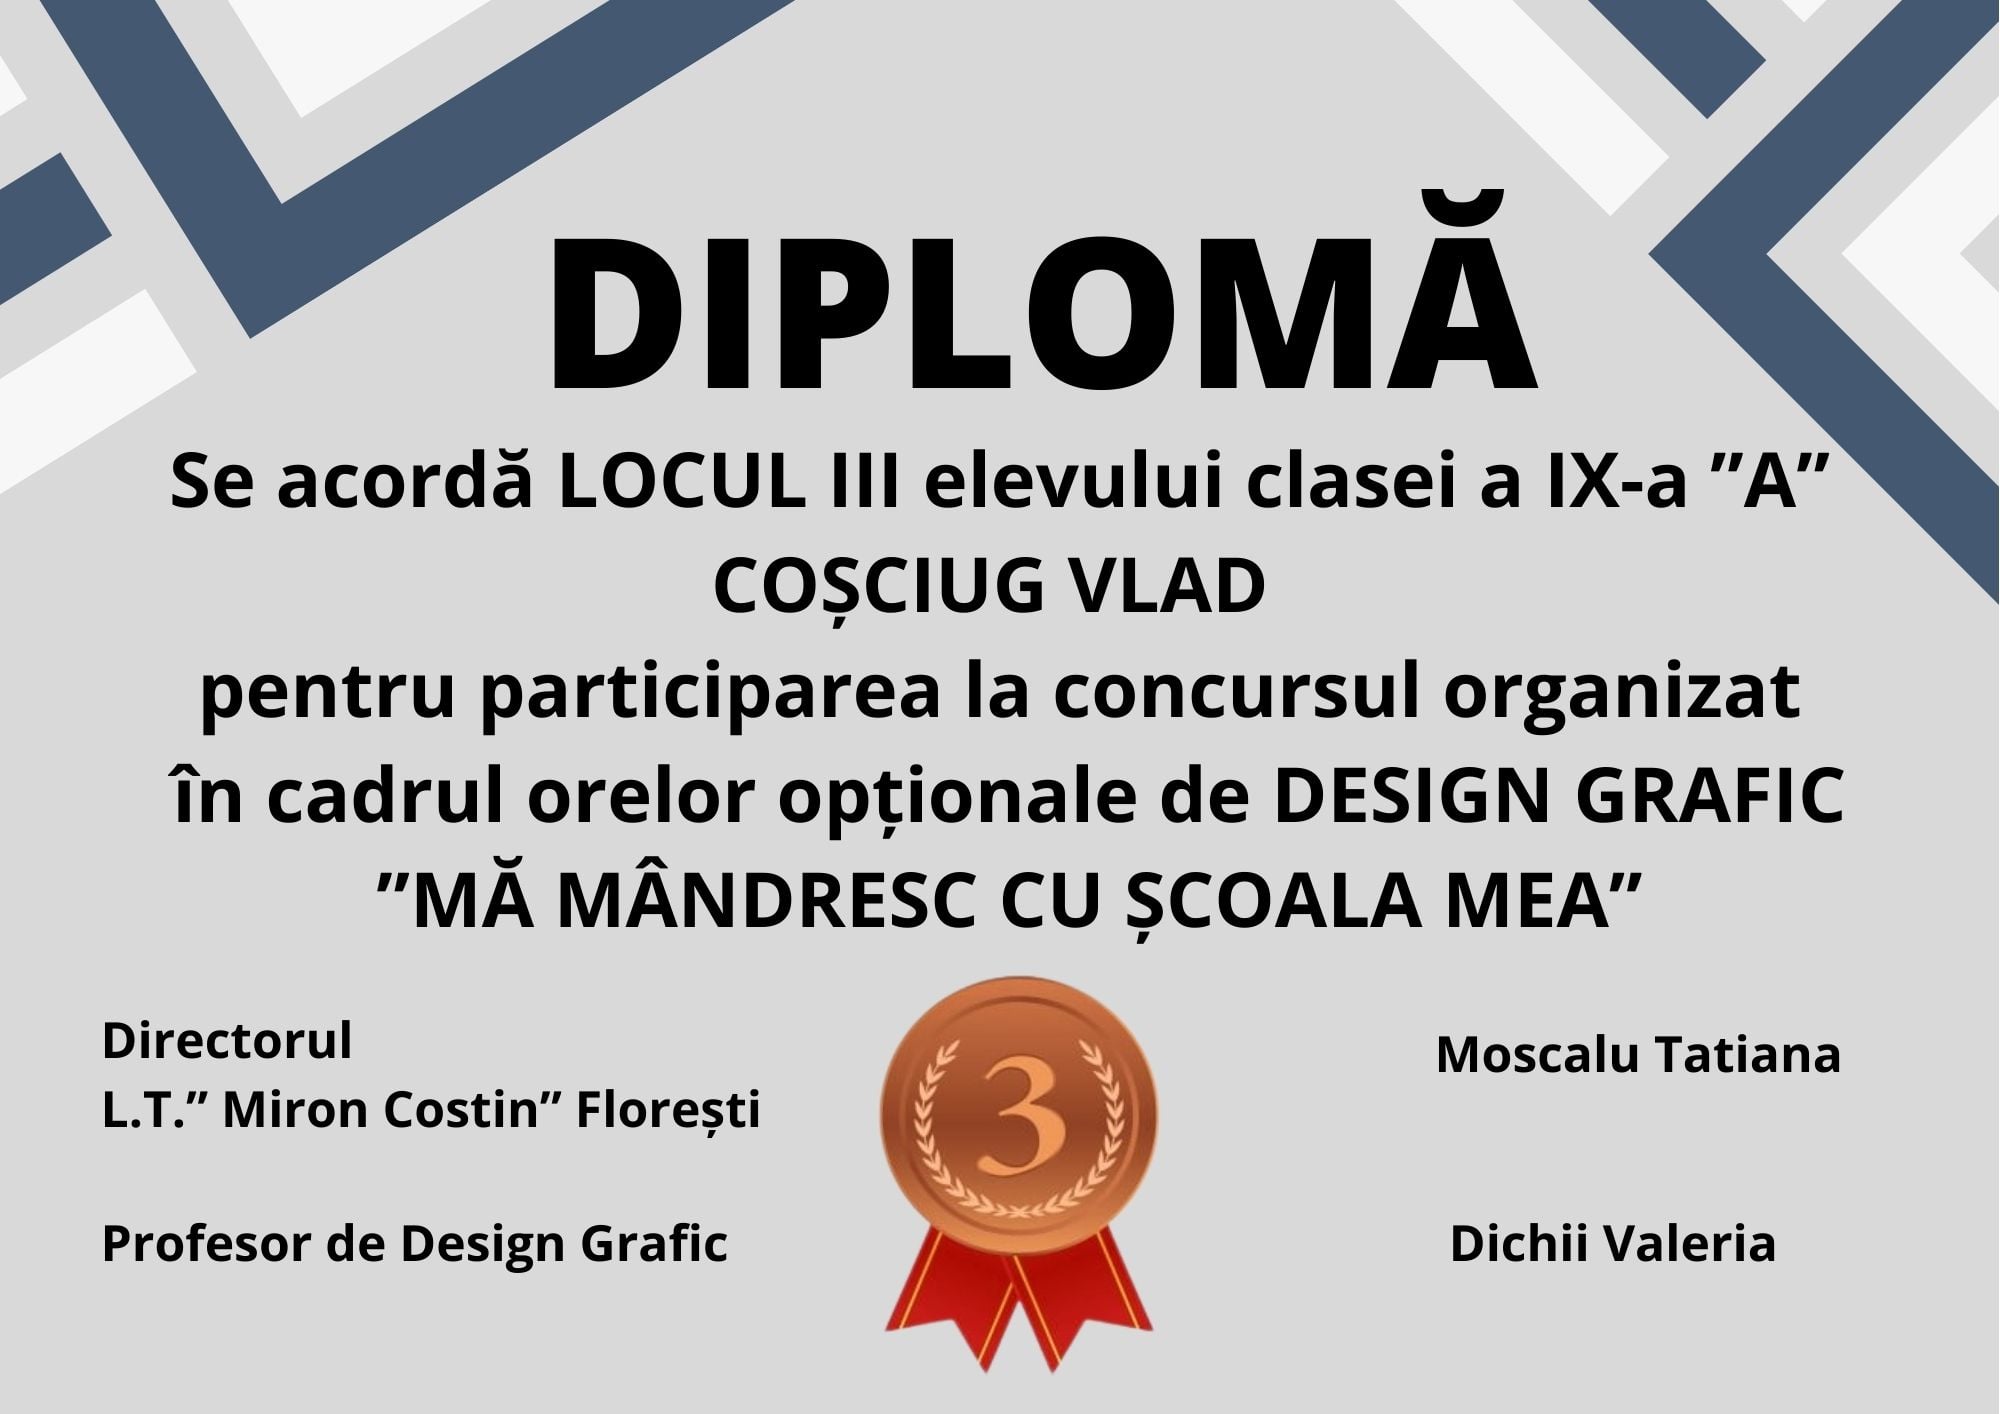 DIPLOMĂ
Se acordă LOCUL III elevului clasei a IX-a ”A”
COȘCIUG VLAD
pentru participarea la concursul organizat
în cadrul orelor opționale de DESIGN GRAFIC
”MĂ MÂNDRESC CU ȘCOALA MEA”
Directorul
L.T.” Miron Costin” Florești
Moscalu Tatiana
3
Profesor de Design Grafic
Dichii Valeria